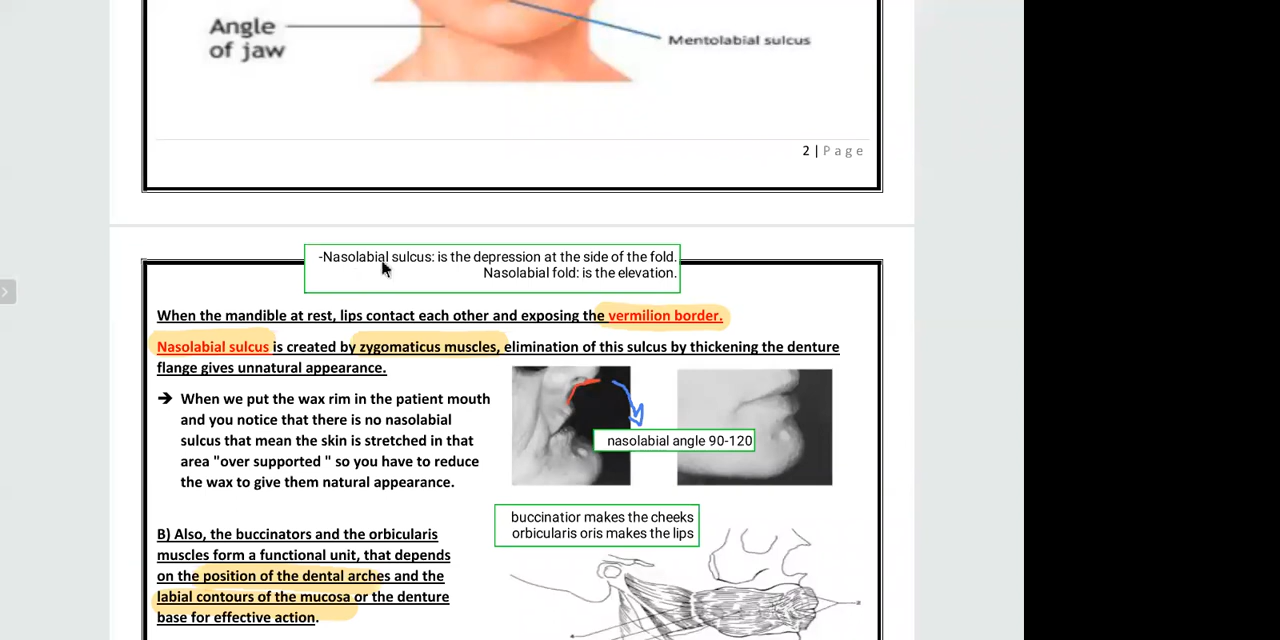 Angle
of jaw
Mentolabial sulcus
2 | Page
-Nasolabial sulcus: is the depression at the side of the fold.
Nasolabial fold: is the elevation.
When the mandible at rest, lips contact each other and exposing the vermilion border.
Nasolabial sulcus is created by zygomaticus muscles, elimination of this sulcus by thickening the denture
flange gives unnatural appearance.
➔ When we put the wax rim in the patient mouth
and you notice that there is no nasolabial
sulcus that mean the skin is stretched in that
area "over supported " so you have to reduce
the wax to give them natural appearance.
nasolabial angle 90-120
buccinatior makes the cheeks
orbicularis oris makes the lips
B) Also, the buccinators and the orbicularis
muscles form a functional unit, that depends
on the position of the dental arches and the
labial contours of the mucosa or the denture
base for effective action.